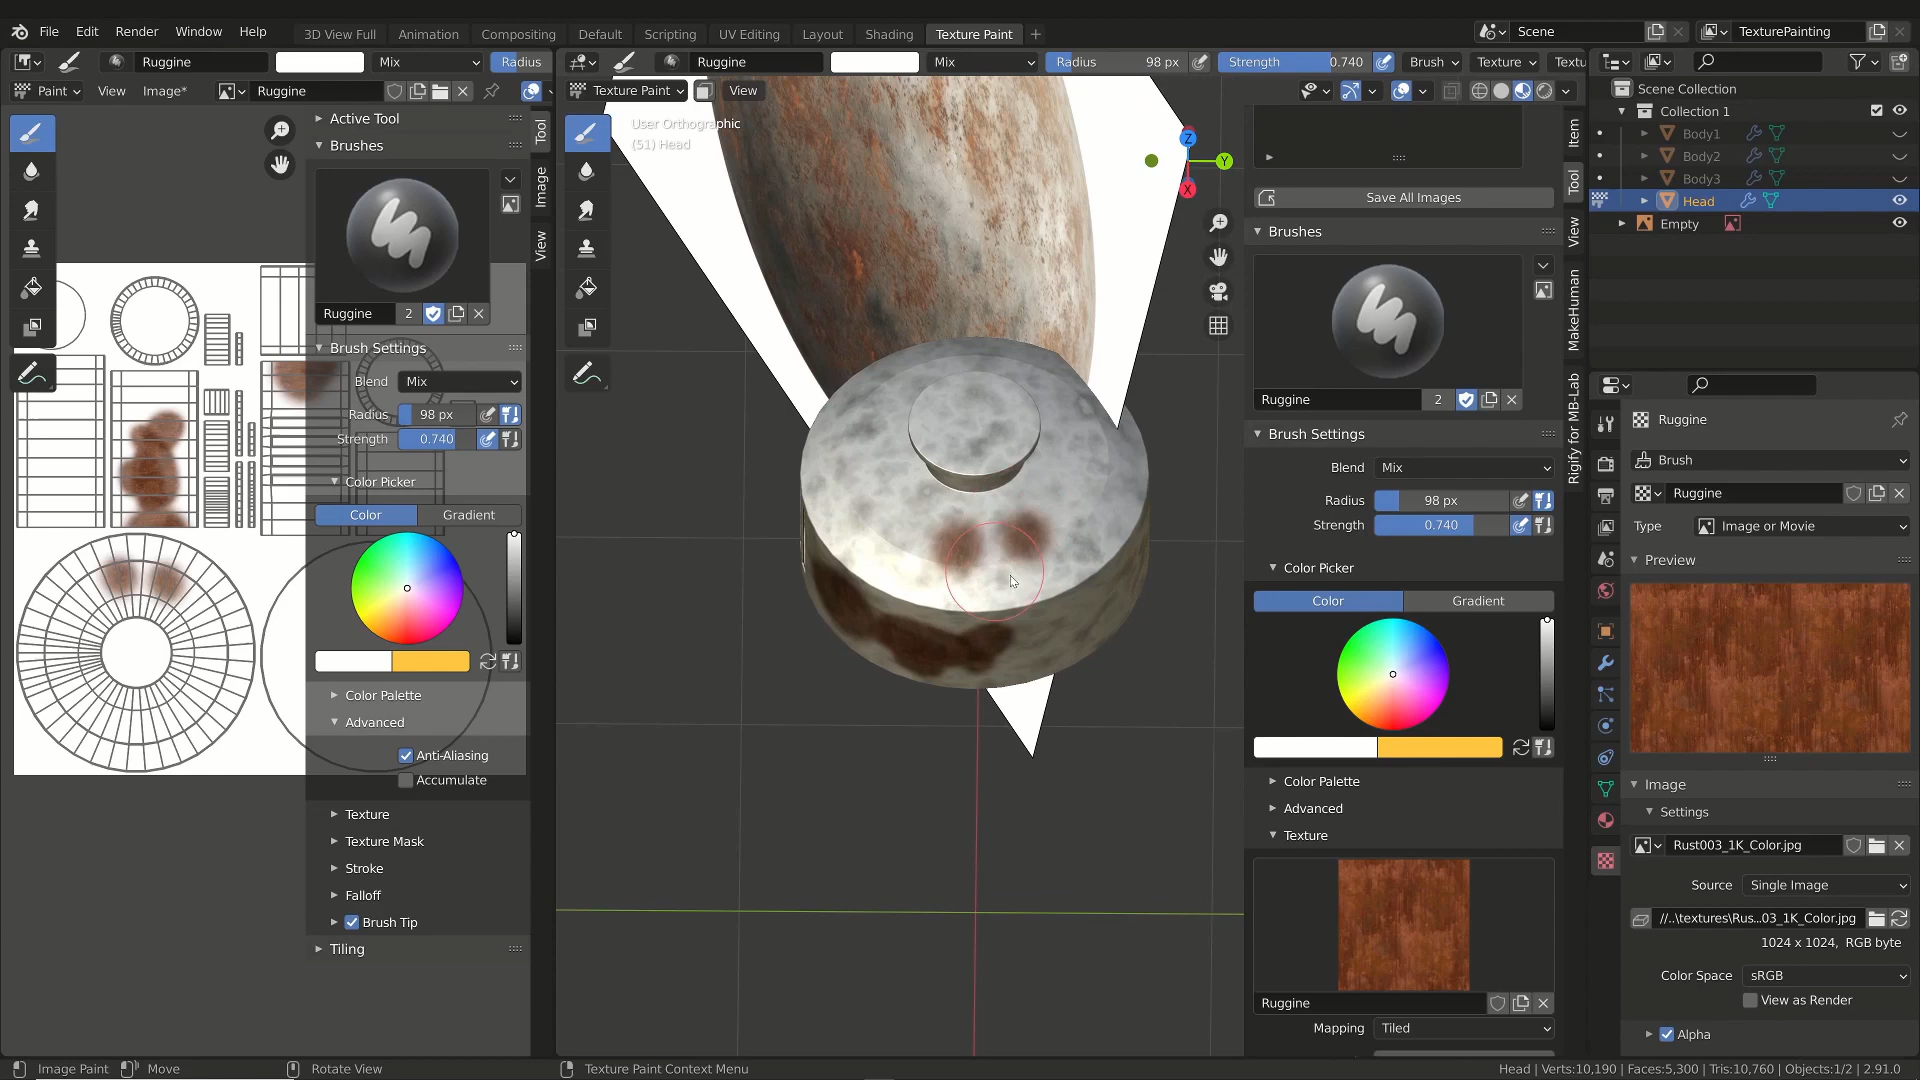 File Edit Render Window Help
3D View Full Animation Compositing Default Scripting UV Editing Layout Shading Texture Paint +
Scene
TexturePainting
Ruggine Mix Radius
Ruggine Mix Radius 98 px Strength 0.740 Brush Texture Textu
Paint View Image* Ruggine
Texture Paint View
User Orthographic
(51) Head
Z
Y
X
Active Tool
Brushes
Ruggine 2
Brush Settings
Blend Mix
Radius 98 px
Strength 0.740
Color Picker
Color Gradient
Color Palette
Advanced
Anti-Aliasing
Accumulate
Texture
Texture Mask
Stroke
Falloff
Brush Tip
Tiling
Tool
Image
View
Save All Images
Brushes
Ruggine 2
Brush Settings
Blend Mix
Radius 98 px
Strength 0.740
Color Picker
Color Gradient
Color Palette
Advanced
Texture
Ruggine
Mapping Tiled
Item
Tool
View
MakeHuman
Rigify for MB-Lab
Scene Collection
Collection 1
Body1
Body2
Body3
Head
Empty
Ruggine
Brush
Ruggine
Type Image or Movie
Preview
Image
Settings
Rust003_1K_Color.jpg
Source Single Image
//..\textures\Rus...03_1K_Color.jpg
1024 x 1024, RGB byte
Color Space sRGB
View as Render
Alpha
Image Paint Move Rotate View Texture Paint Context Menu
Head | Verts:10,190 | Faces:5,300 | Tris:10,760 | Objects:1/2 | 2.91.0